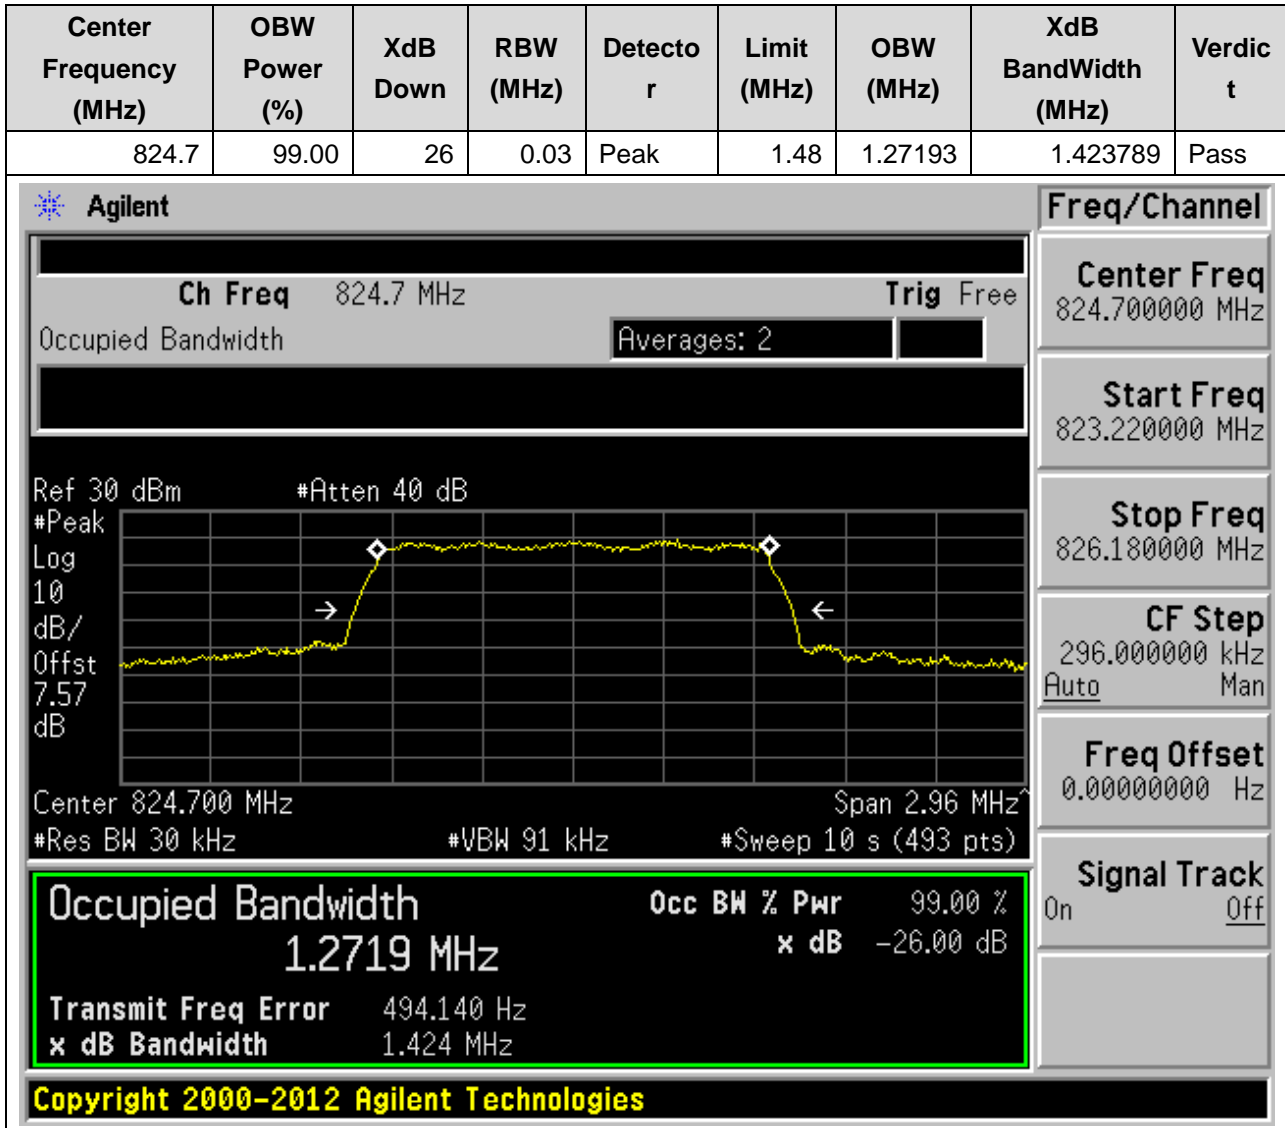 Center Frequency (MHz) OBW Power (%) XdB Down RBW (MHz) Detecto r Limit (MHz) OBW (MHz) XdB BandWidth (MHz) Verdic t
824.7 99.00 26 0.03 Peak 1.48 1.27193 1.423789 Pass
Agilent
Freq/Channel
Ch Freq 824.7 MHz Trig Free
Occupied Bandwidth Averages: 2
Center Freq
824.700000 MHz
Start Freq
823.220000 MHz
Stop Freq
826.180000 MHz
CF Step
296.000000 kHz
Auto Man
Freq Offset
0.00000000 Hz
Signal Track
On Off
Ref 30 dBm #Atten 40 dB
#Peak
Log
10
dB/
Offst
7.57
dB
Center 824.700 MHz Span 2.96 MHz^
#Res BW 30 kHz #VBW 91 kHz #Sweep 10 s (493 pts)
Occupied Bandwidth Occ BW % Pwr 99.00 %
1.2719 MHz x dB -26.00 dB
Transmit Freq Error 494.140 Hz
x dB Bandwidth 1.424 MHz
Copyright 2000-2012 Agilent Technologies